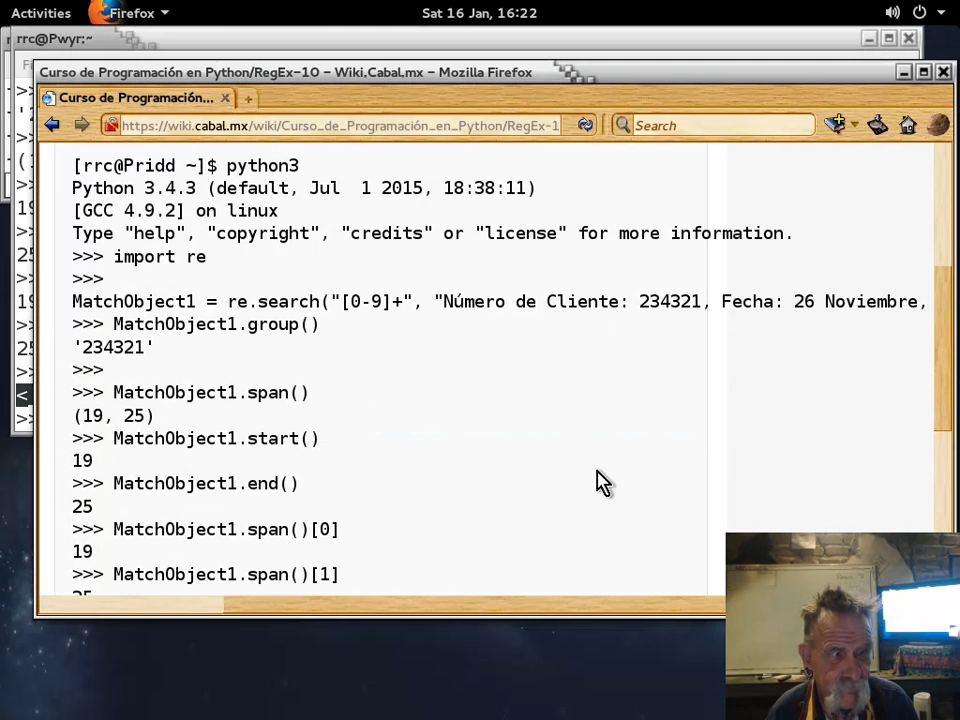 Activities Firefox Sat 16 Jan, 16:22
rrc@Pwyr:~
Curso de Programación en Python/RegEx-10 – Wiki.Cabal.mx – Mozilla Firefox
Curso de Programación...
https://wiki.cabal.mx/wiki/Curso_de_Programación_en_Python/RegEx-1 Search
[rrc@Pridd ~]$ python3
Python 3.4.3 (default, Jul  1 2015, 18:38:11)
[GCC 4.9.2] on linux
Type "help", "copyright", "credits" or "license" for more information.
>>> import re
>>>
MatchObject1 = re.search("[0-9]+", "Número de Cliente: 234321, Fecha: 26 Noviembre,
>>> MatchObject1.group()
'234321'
>>>
>>> MatchObject1.span()
(19, 25)
>>> MatchObject1.start()
19
>>> MatchObject1.end()
25
>>> MatchObject1.span()[0]
19
>>> MatchObject1.span()[1]
25